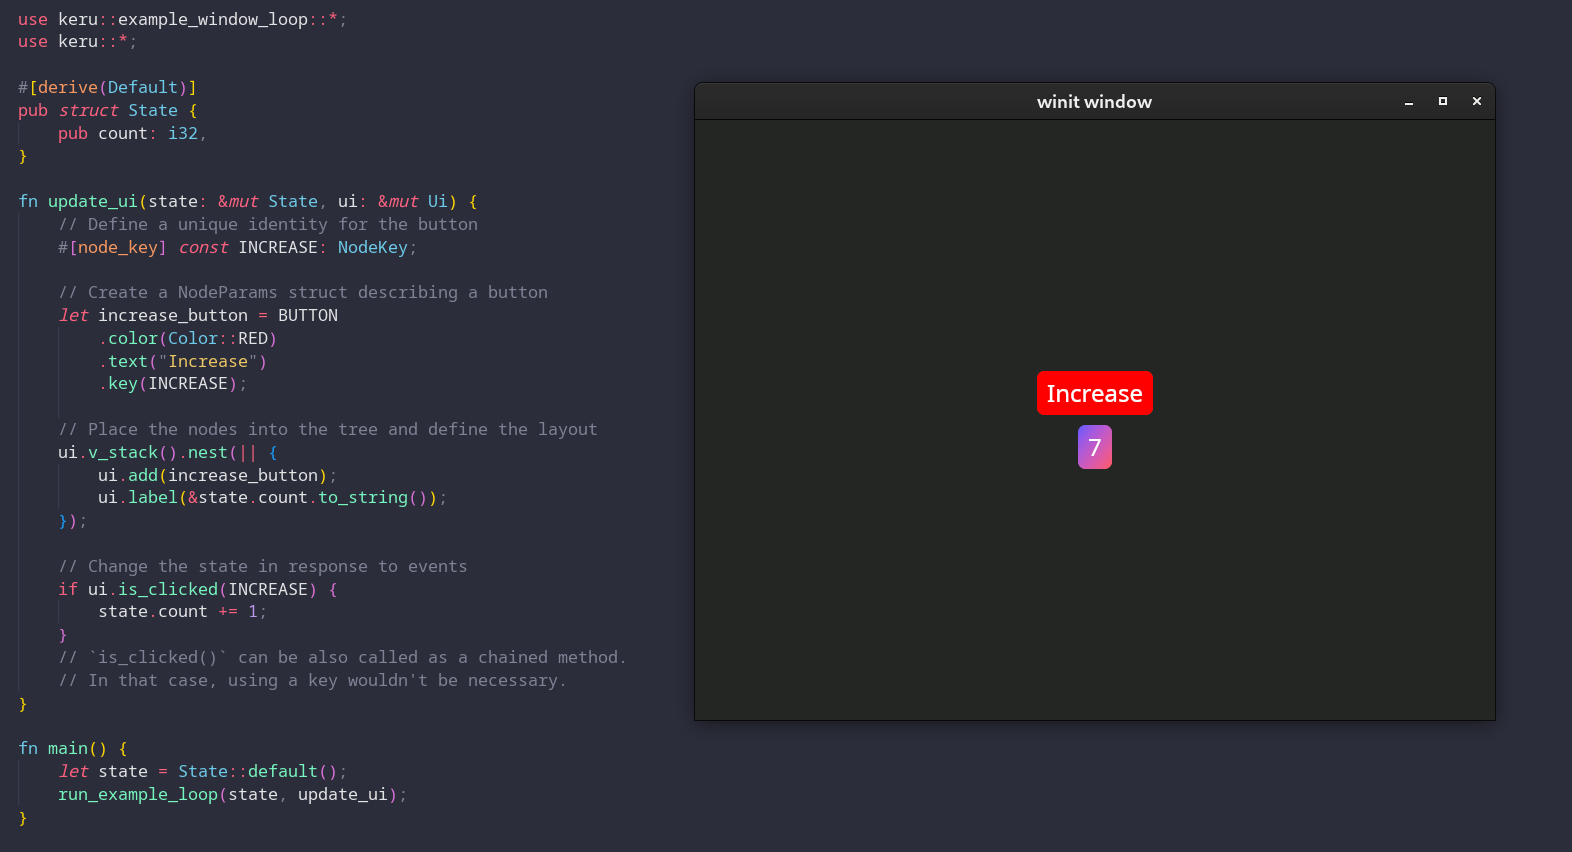 use keru::example_window_loop::*;
use keru::*;
#[derive(Default)]
pub struct State {
    pub count: i32,
}
fn update_ui(state: &mut State, ui: &mut Ui) {
    // Define a unique identity for the button
    #[node_key] const INCREASE: NodeKey;
    // Create a NodeParams struct describing a button
    let increase_button = BUTTON
        .color(Color::RED)
        .text("Increase")
        .key(INCREASE);
    // Place the nodes into the tree and define the layout
    ui.v_stack().nest(|| {
        ui.add(increase_button);
        ui.label(&state.count.to_string());
    });
    // Change the state in response to events
    if ui.is_clicked(INCREASE) {
        state.count += 1;
    }
    // `is_clicked()` can be also called as a chained method.
    // In that case, using a key wouldn't be necessary.
}
fn main() {
    let state = State::default();
    run_example_loop(state, update_ui);
}
winit window
Increase
7